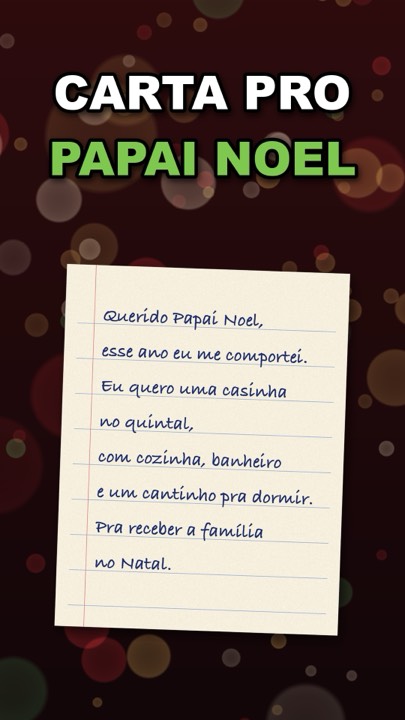 CARTA PRO
PAPAI NOEL
Querido Papai Noel,
esse ano eu me comportei.
Eu quero uma casinha
no quintal,
com cozinha, banheiro
e um cantinho pra dormir.
Pra receber a família
no Natal.